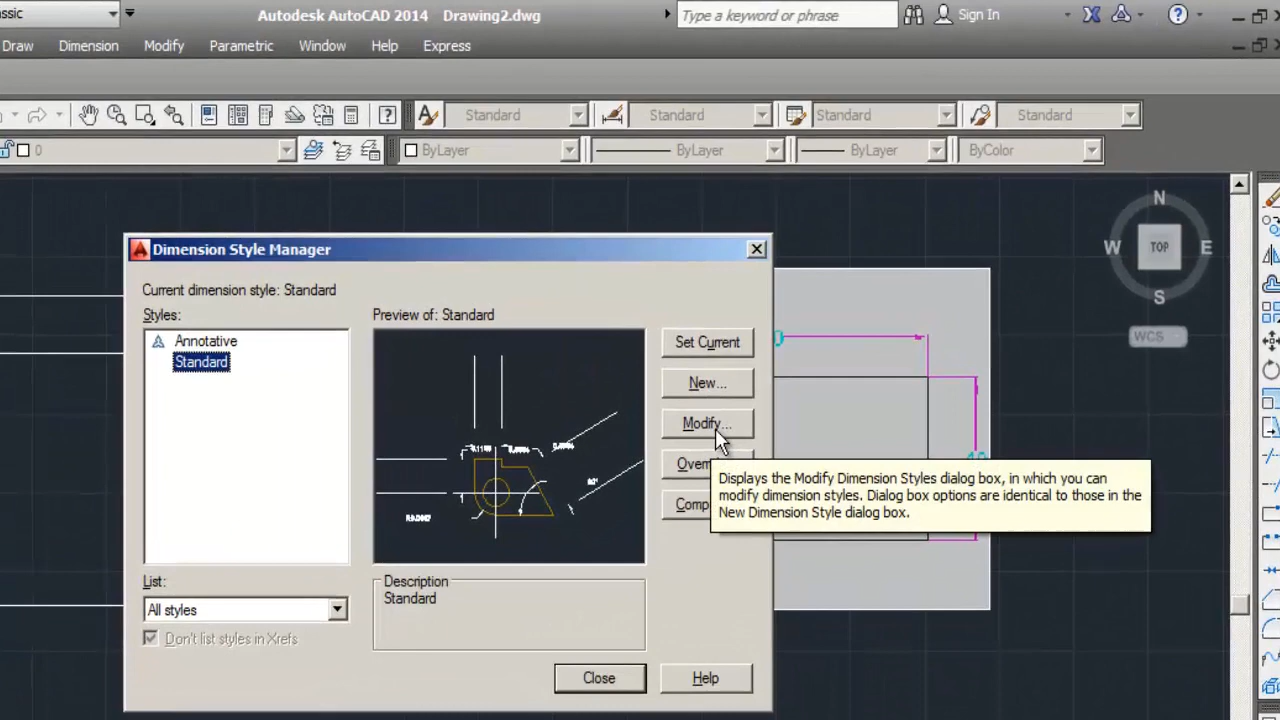 ssic
Autodesk AutoCAD 2014 Drawing2.dwg
Type a keyword or phrase
Sign In
Draw Dimension Modify Parametric Window Help Express
Standard Standard Standard Standard
0 ByLayer ByLayer ByLayer ByColor
N
W TOP E
S
WCS
Dimension Style Manager
Current dimension style: Standard
Styles:
Annotative
Standard
Preview of: Standard
Set Current
New...
Modify...
Overr
Comp
Displays the Modify Dimension Styles dialog box, in which you can
modify dimension styles. Dialog box options are identical to those in the
New Dimension Style dialog box.
List:
All styles
Don't list styles in Xrefs
Description
Standard
Close
Help